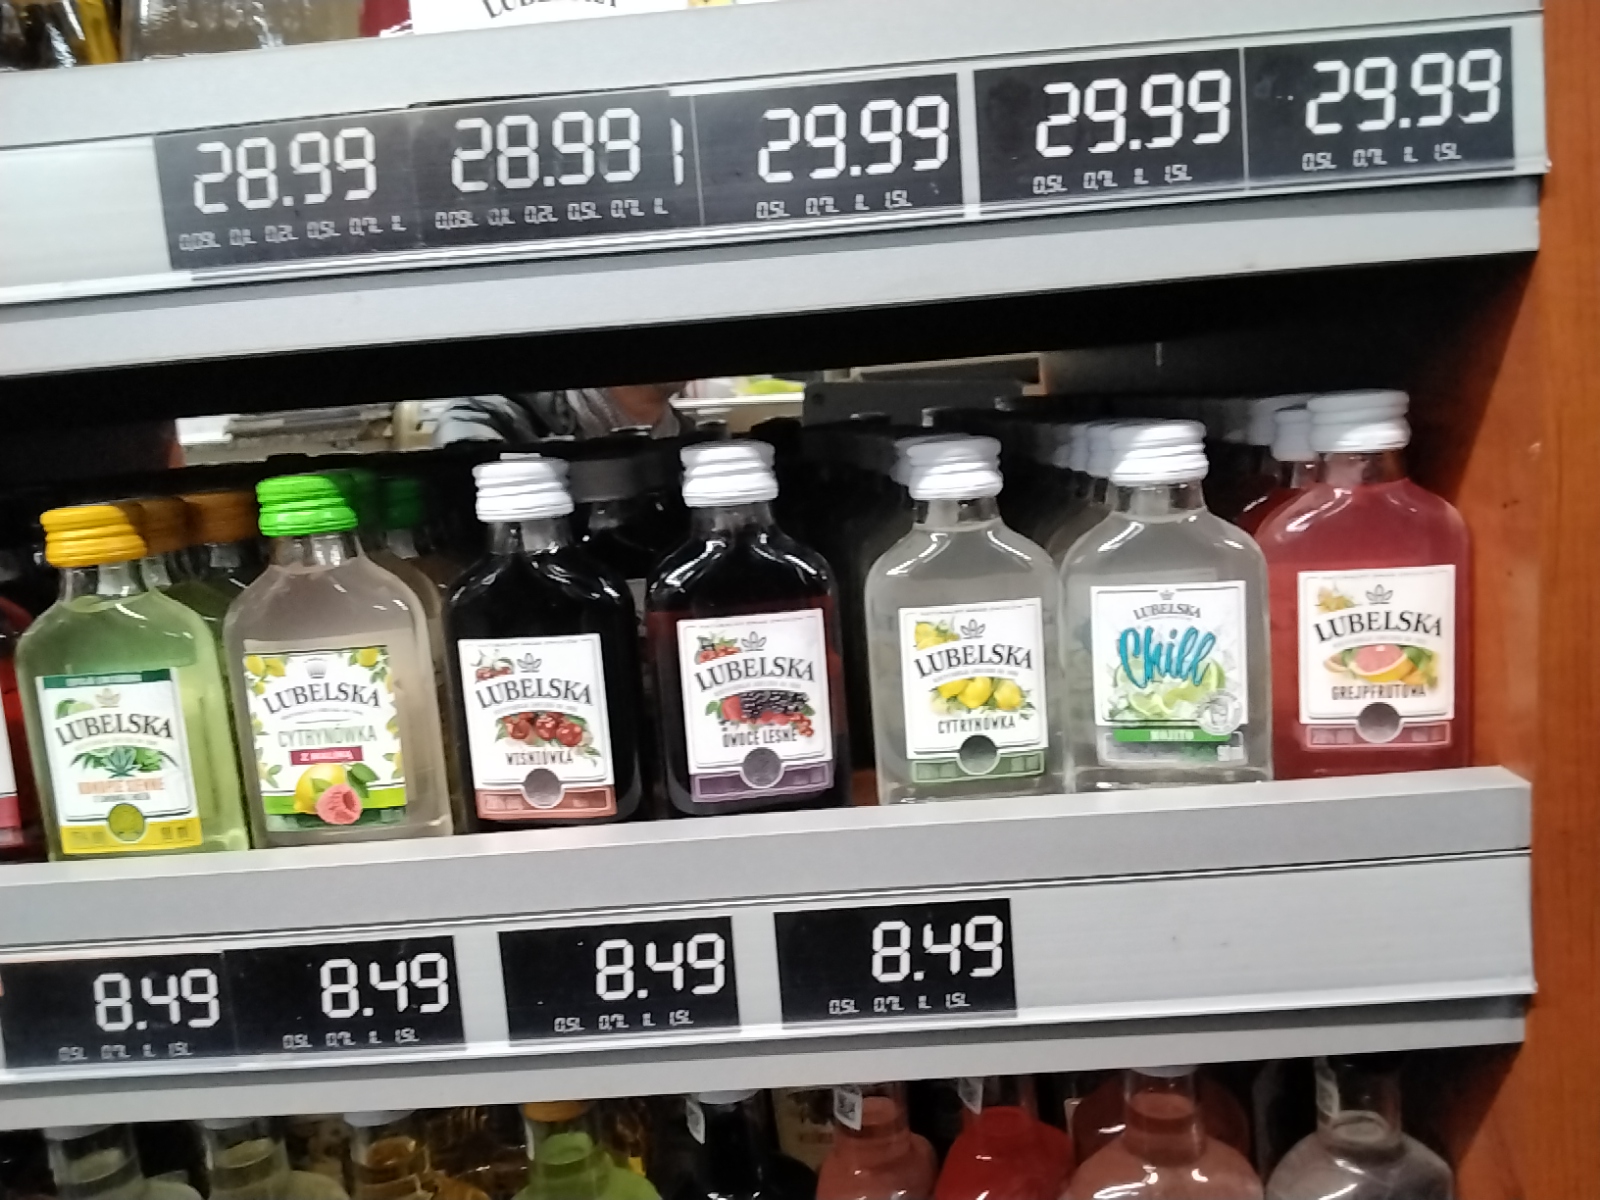 28.99
0,05L 0,1L 0,2L 0,5L 0,7L 1L
28.99
0,05L 0,1L 0,2L 0,5L 0,7L 1L
29.99
0,5L 0,7L 1L 1,5L
29.99
0,5L 0,7L 1L 1,5L
29.99
0,5L 0,7L 1L 1,5L
LUBELSKA
KONOPIE SIEWNE
LUBELSKA
CYTRYNÓWKA
Z MALINĄ
LUBELSKA
WIŚNIÓWKA
LUBELSKA
OWOCE LEŚNE
LUBELSKA
CYTRYNÓWKA
LUBELSKA
Chill
MOJITO
LUBELSKA
GREJPFRUTOWA
8.49
0,5L 0,7L 1L 1,5L
8.49
0,5L 0,7L 1L 1,5L
8.49
0,5L 0,7L 1L 1,5L
8.49
0,5L 0,7L 1L 1,5L